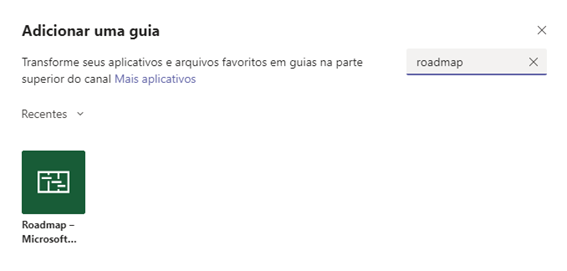 Adicionar uma guia
Transforme seus aplicativos e arquivos favoritos em guias na parte
superior do canal Mais aplicativos
roadmap
Recentes
Roadmap –
Microsoft...